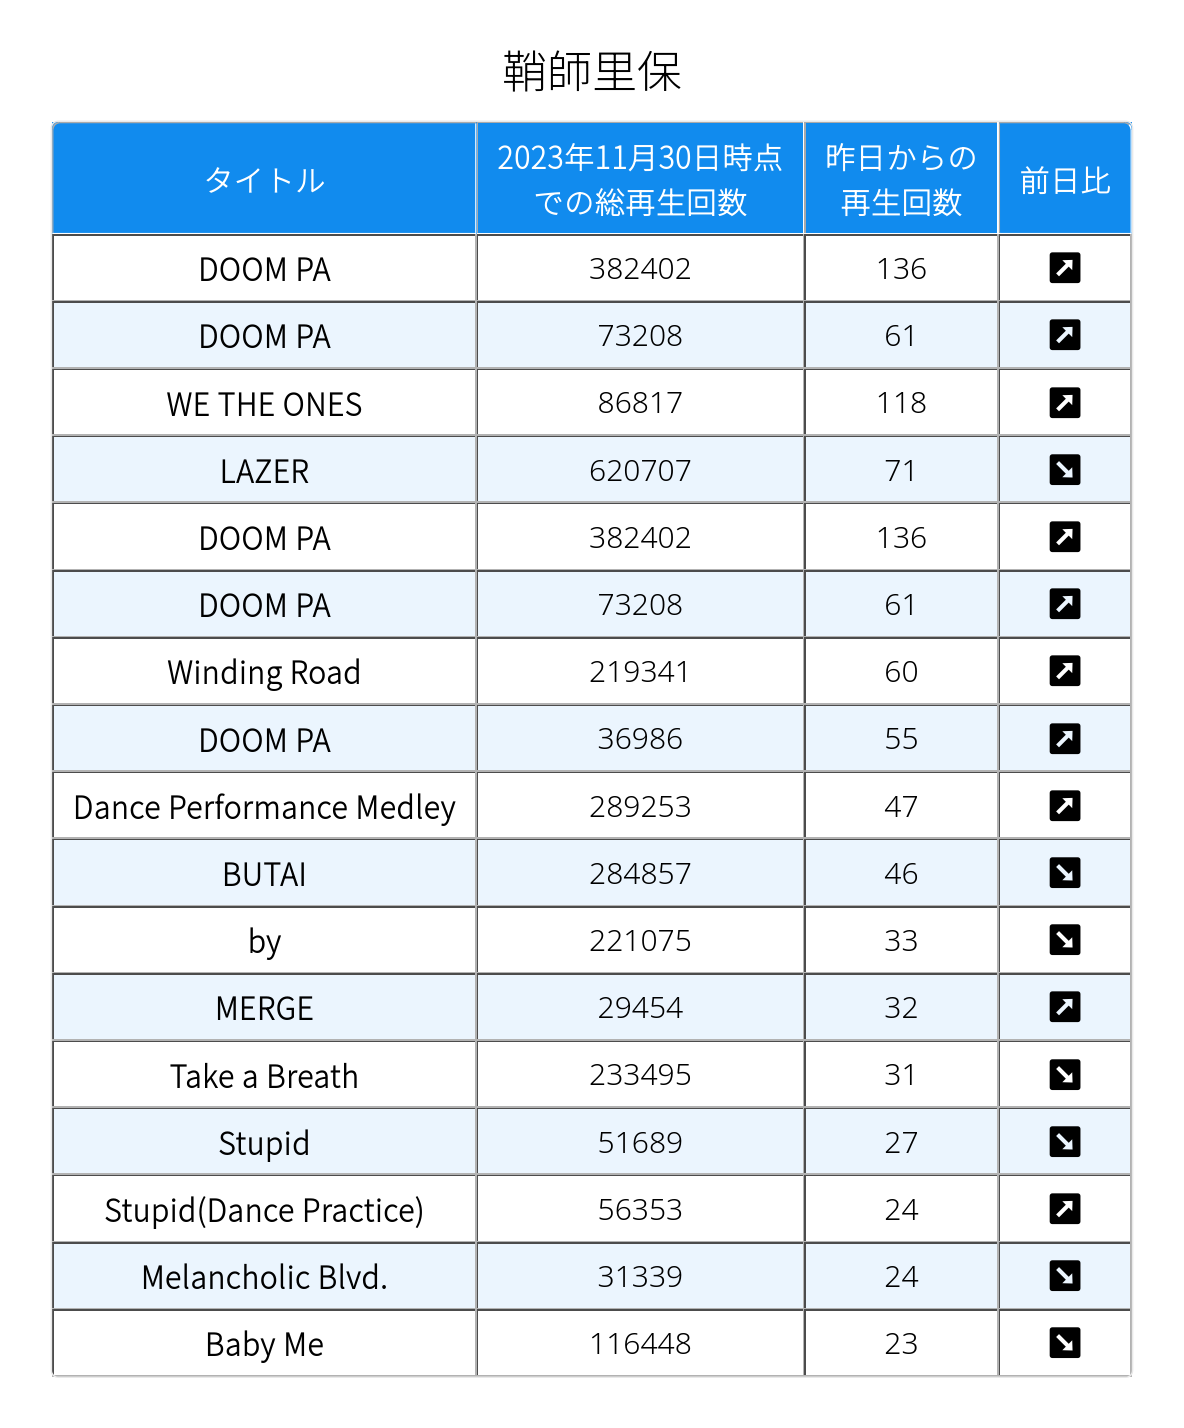 鞘師里保
タイトル 2023年11月30日時点 昨日からの 前日比
での総再生回数 再生回数
DOOM PA 382402 136 ↗
DOOM PA 73208 61 ↗
WE THE ONES 86817 118 ↗
LAZER 620707 71 ↘
DOOM PA 382402 136 ↗
DOOM PA 73208 61 ↗
Winding Road 219341 60 ↗
DOOM PA 36986 55 ↗
Dance Performance Medley 289253 47 ↗
BUTAI 284857 46 ↘
by 221075 33 ↘
MERGE 29454 32 ↗
Take a Breath 233495 31 ↘
Stupid 51689 27 ↘
Stupid(Dance Practice) 56353 24 ↗
Melancholic Blvd. 31339 24 ↘
Baby Me 116448 23 ↘